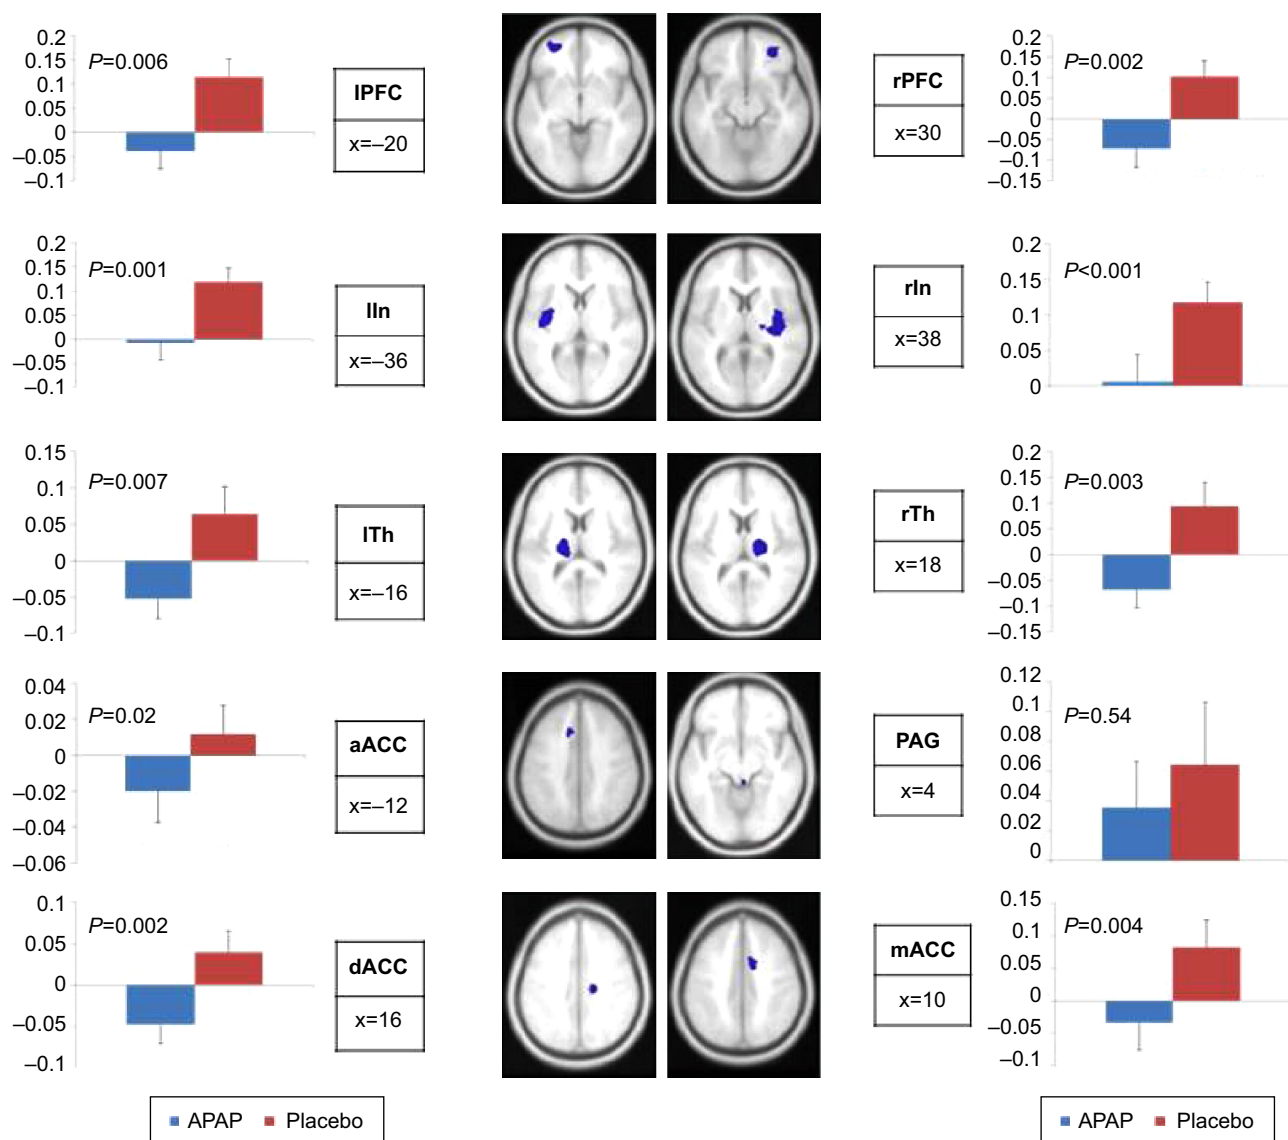 0.2
0.15
0.1
0.05
0
–0.05
–0.1
P=0.006
lPFC
x=–20
rPFC
x=30
0.2
0.15
0.1
0.05
0
–0.05
–0.1
–0.15
P=0.002
0.2
0.15
0.1
0.05
0
–0.05
–0.1
P=0.001
lIn
x=–36
rIn
x=38
0.2
0.15
0.1
0.05
0
P<0.001
0.15
0.1
0.05
0
–0.05
–0.1
P=0.007
lTh
x=–16
rTh
x=18
0.2
0.15
0.1
0.05
0
–0.05
–0.1
–0.15
P=0.003
0.04
0.02
0
–0.02
–0.04
–0.06
P=0.02
aACC
x=–12
PAG
x=4
0.12
0.12
0.08
0.06
0.04
0.02
0
P=0.54
0.1
0.05
0
–0.05
–0.1
P=0.002
dACC
x=16
mACC
x=10
0.15
0.1
0.05
0
–0.05
–0.1
P=0.004
APAP Placebo
APAP Placebo